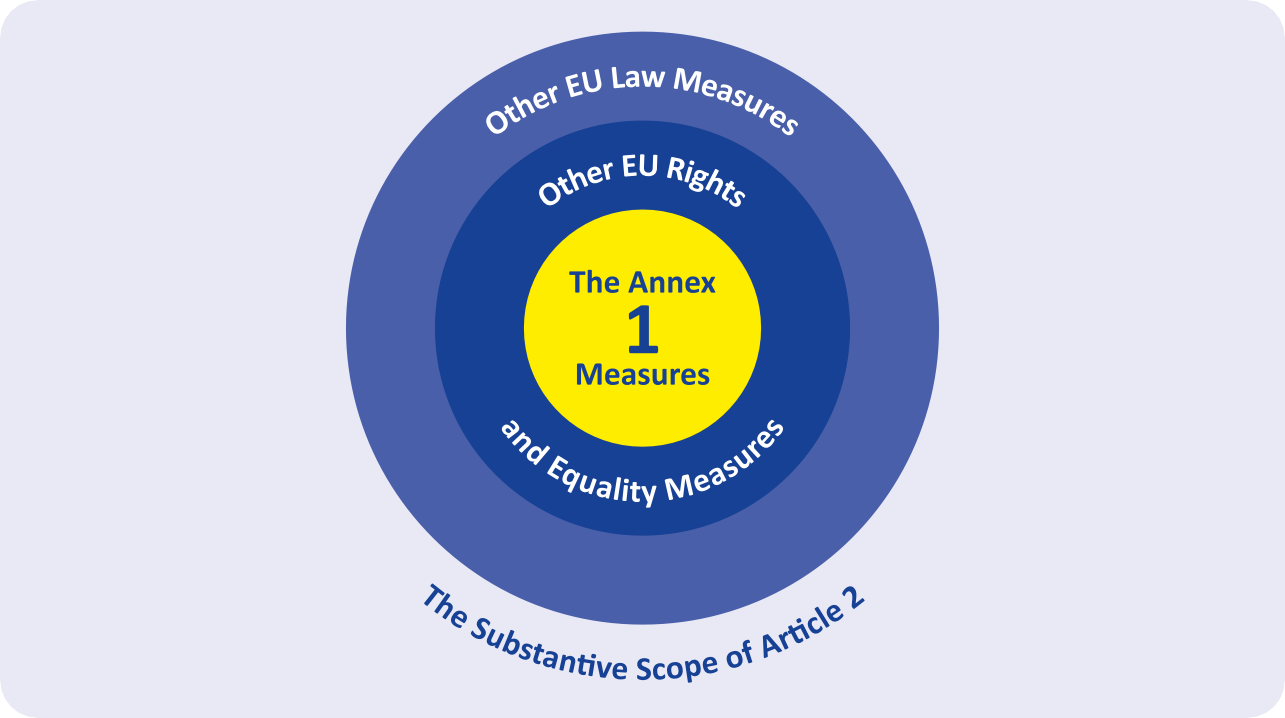 Other EU Law Measures
Other EU Rights
The Annex
1
Measures
and Equality Measures
The Substantive Scope of Article 2